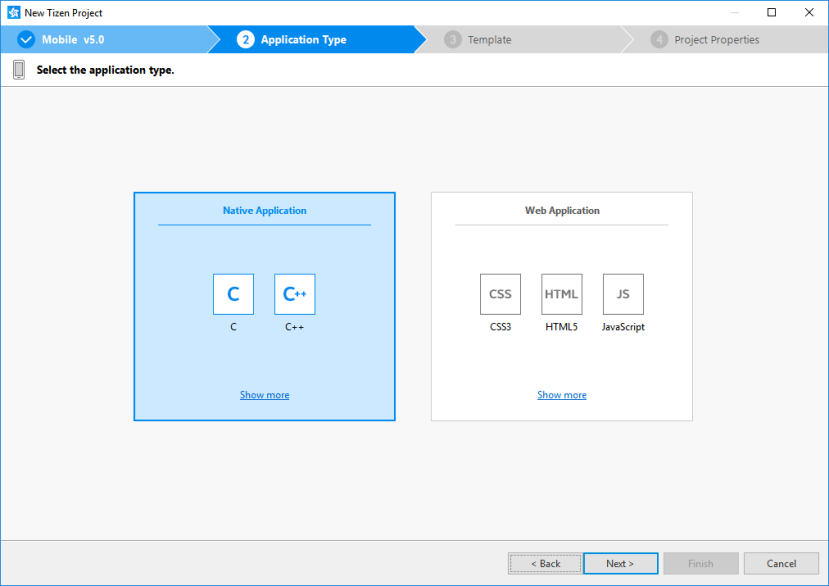 New Tizen Project
Mobile v5.0
2 Application Type
3 Template
4 Project Properties
Select the application type.
Native Application
C
C++
C
C++
Show more
Web Application
CSS
HTML
JS
CSS3
HTML5
JavaScript
Show more
< Back
Next >
Finish
Cancel